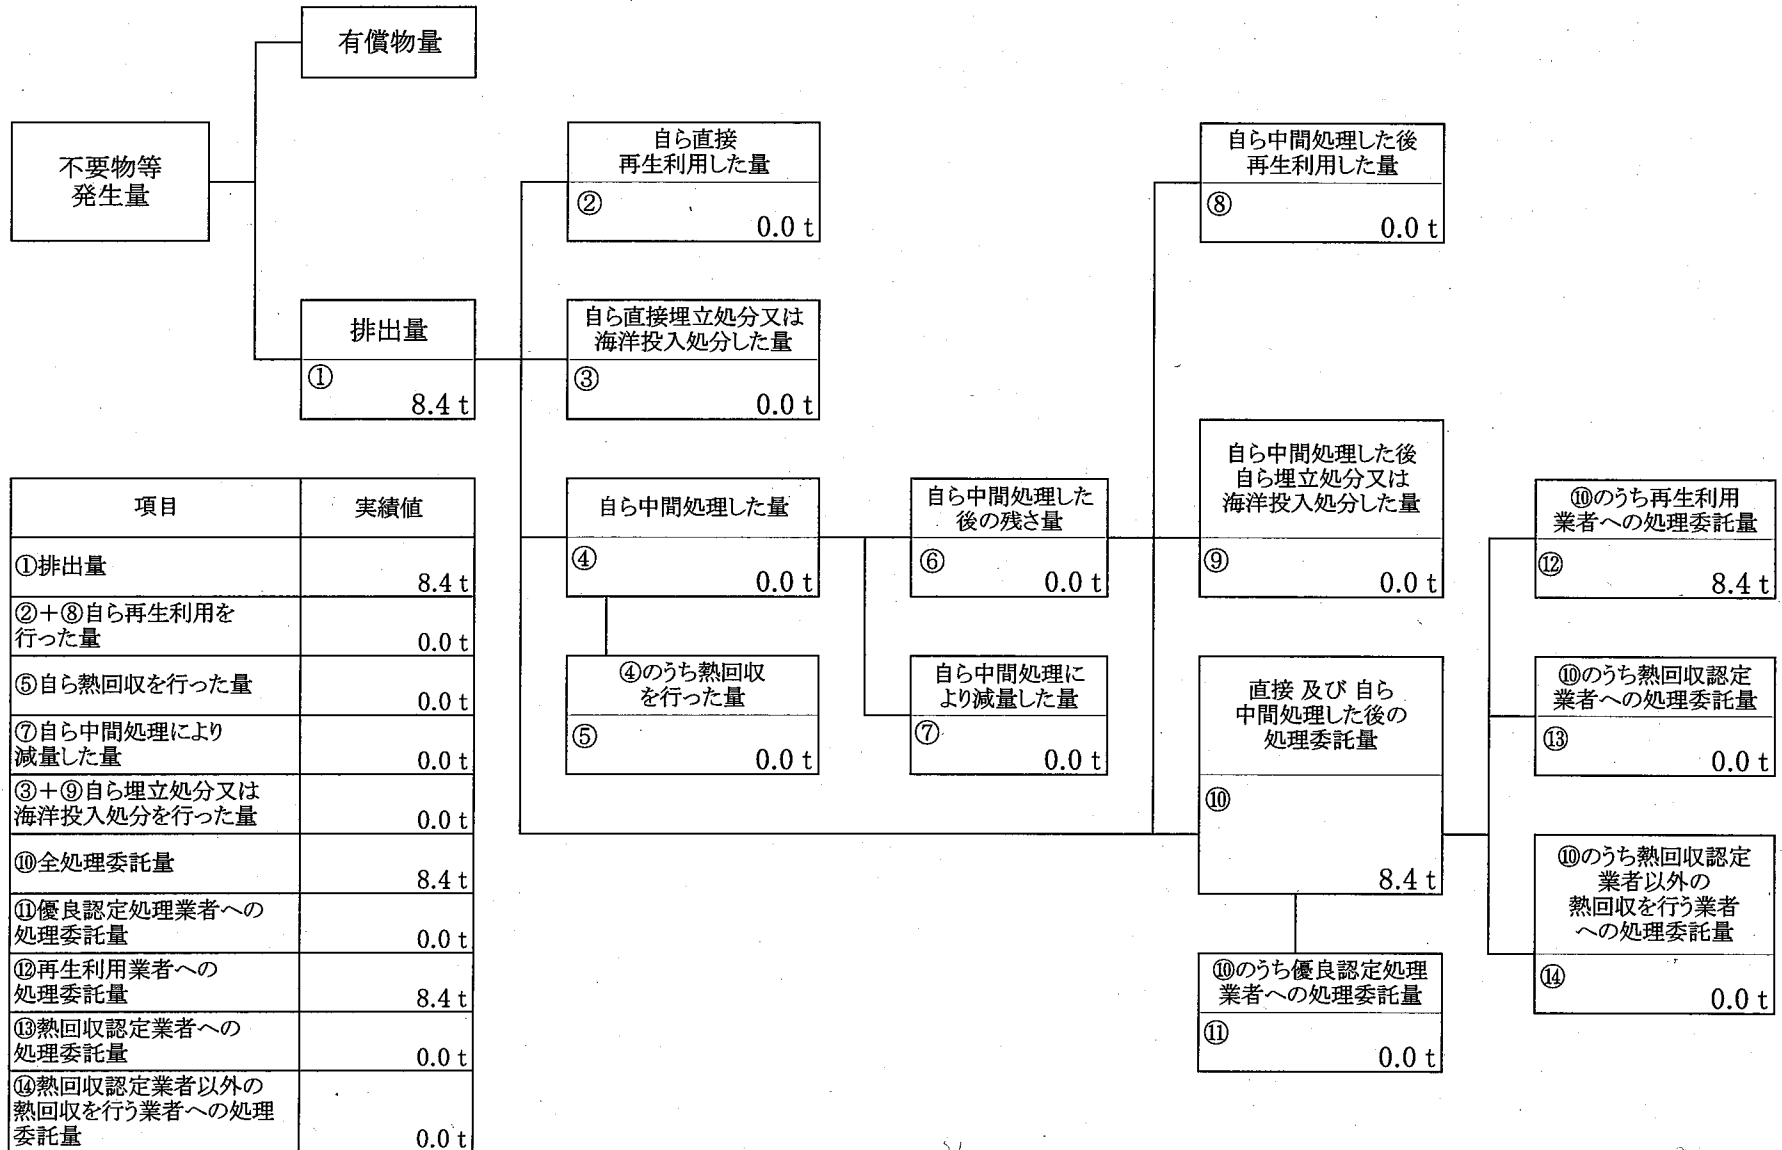 有償物量
不要物等
発生量
排出量
①
8.4 t
自ら直接
再生利用した量
②
0.0 t
自ら直接埋立処分又は
海洋投入処分した量
③
0.0 t
自ら中間処理した量
④
0.0 t
④のうち熱回収
を行った量
⑤
0.0 t
自ら中間処理した
後の残さ量
⑥
0.0 t
自ら中間処理に
より減量した量
⑦
0.0 t
自ら中間処理した後
再生利用した量
⑧
0.0 t
自ら中間処理した後
自ら埋立処分又は
海洋投入処分した量
⑨
0.0 t
直接 及び 自ら
中間処理した後の
処理委託量
⑩
8.4 t
⑩のうち優良認定処理
業者への処理委託量
⑪
0.0 t
⑩のうち再生利用
業者への処理委託量
⑫
8.4 t
⑩のうち熱回収認定
業者への処理委託量
⑬
0.0 t
⑩のうち熱回収認定
業者以外の
熱回収を行う業者
への処理委託量
⑭
0.0 t
項目 実績値
①排出量
8.4 t
②+⑧自ら再生利用を
行った量
0.0 t
⑤自ら熱回収を行った量
0.0 t
⑦自ら中間処理により
減量した量
0.0 t
③+⑨自ら埋立処分又は
海洋投入処分を行った量
0.0 t
⑩全処理委託量
8.4 t
⑪優良認定処理業者への
処理委託量
0.0 t
⑫再生利用業者への
処理委託量
8.4 t
⑬熱回収認定業者への
処理委託量
0.0 t
⑭熱回収認定業者以外の
熱回収を行う業者への処理
委託量
0.0 t